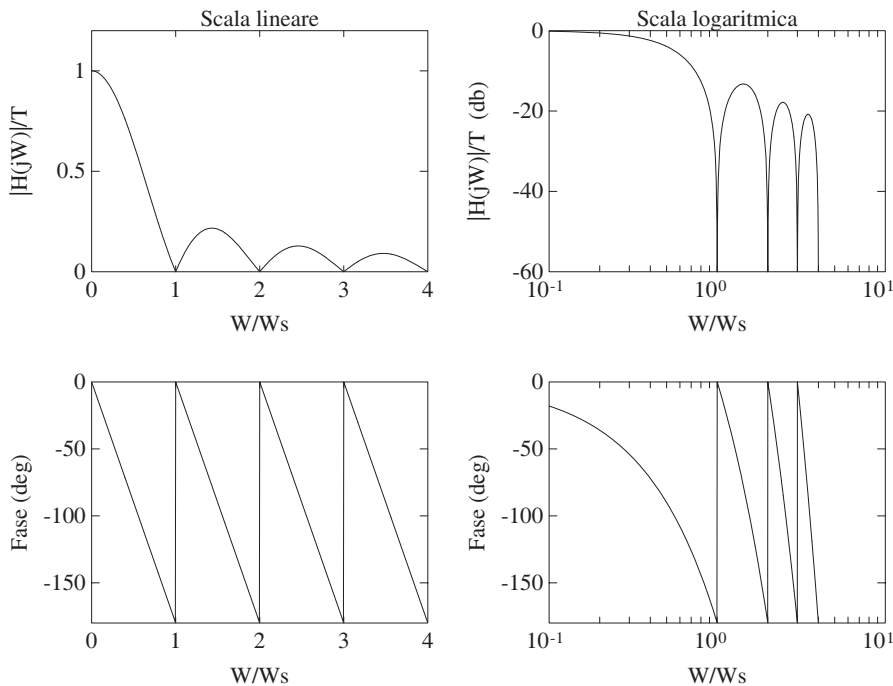 Scala lineare
1
0.5
0
|H(jW)|/T
0 1 2 3 4
W/Ws
Scala logaritmica
0
-20
-40
-60
|H(jW)|/T (db)
10-1 100 101
W/Ws
0
-50
-100
-150
Fase (deg)
0 1 2 3 4
W/Ws
0
-50
-100
-150
Fase (deg)
10-1 100 101
W/Ws